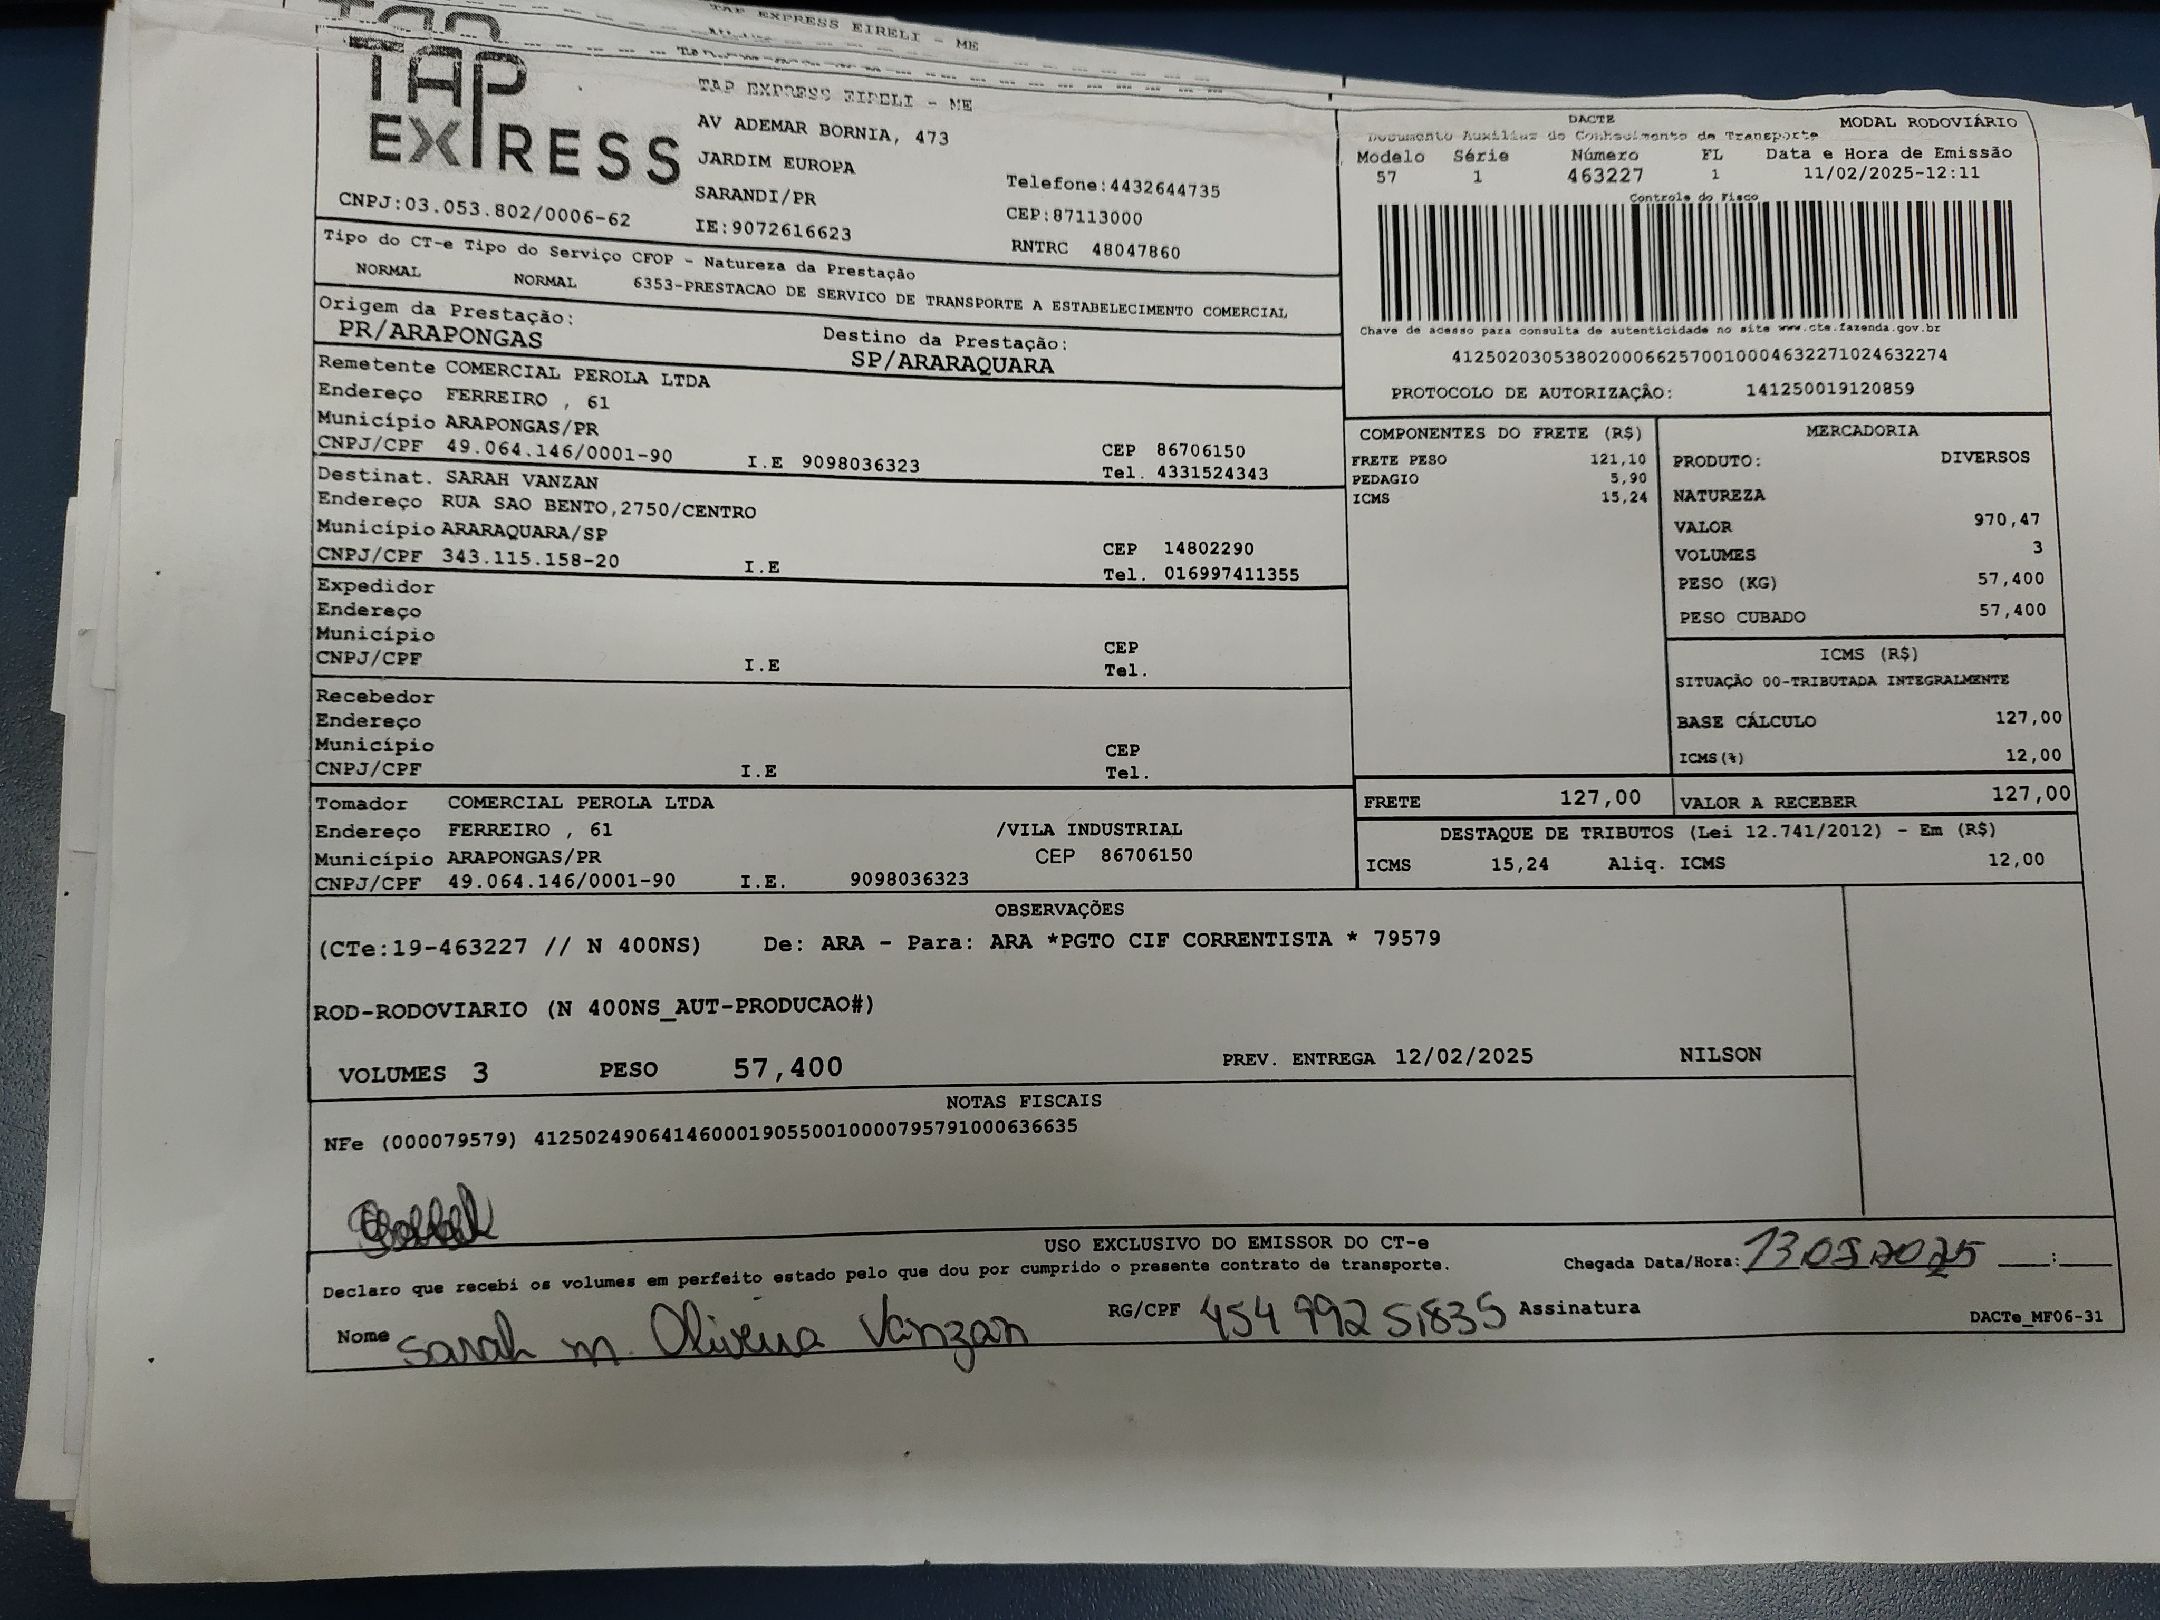 TAP EXPRESS EIRELI - ME
TAP
EXPRESS
CNPJ:03.053.802/0006-62
TAP EXPRESS EIRELI - ME
AV ADEMAR BORNIA, 473
JARDIM EUROPA
SARANDI/PR
IE:9072616623
Telefone:4432644735
CEP:87113000
RNTRC 48047860
DACTE
Documento Auxiliar do Conhecimento de Transporte
MODAL RODOVIÁRIO
Modelo Série Número FL Data e Hora de Emissão
57 1 463227 1 11/02/2025-12:11
Controle do Fisco
Chave de acesso para consulta de autenticidade no site www.cte.fazenda.gov.br
41250203053802000662570010004632271024632274
PROTOCOLO DE AUTORIZAÇÂO: 141250019120859
Tipo do CT-e Tipo do Serviço CFOP - Natureza da Prestação
NORMAL NORMAL 6353-PRESTACAO DE SERVICO DE TRANSPORTE A ESTABELECIMENTO COMERCIAL
Origem da Prestação: Destino da Prestação:
PR/ARAPONGAS SP/ARARAQUARA
Remetente COMERCIAL PEROLA LTDA
Endereço FERREIRO , 61
Município ARAPONGAS/PR CEP 86706150
CNPJ/CPF 49.064.146/0001-90 I.E 9098036323 Tel. 4331524343
Destinat. SARAH VANZAN
Endereço RUA SAO BENTO,2750/CENTRO
Município ARARAQUARA/SP CEP 14802290
CNPJ/CPF 343.115.158-20 I.E Tel. 016997411355
Expedidor
Endereço
Município CEP
CNPJ/CPF I.E Tel.
Recebedor
Endereço
Município CEP
CNPJ/CPF I.E Tel.
Tomador COMERCIAL PEROLA LTDA
Endereço FERREIRO , 61 /VILA INDUSTRIAL
Município ARAPONGAS/PR CEP 86706150
CNPJ/CPF 49.064.146/0001-90 I.E. 9098036323
COMPONENTES DO FRETE (R$)
FRETE PESO 121,10
PEDAGIO 5,90
ICMS 15,24
MERCADORIA
PRODUTO: DIVERSOS
NATUREZA
VALOR 970,47
VOLUMES 3
PESO (KG) 57,400
PESO CUBADO 57,400
ICMS (R$)
SITUAÇÃO 00-TRIBUTADA INTEGRALMENTE
BASE CÁLCULO 127,00
ICMS(%) 12,00
FRETE 127,00 VALOR A RECEBER 127,00
DESTAQUE DE TRIBUTOS (Lei 12.741/2012) - Em (R$)
ICMS 15,24 Aliq. ICMS 12,00
OBSERVAÇÕES
(CTe:19-463227 // N 400NS) De: ARA - Para: ARA *PGTO CIF CORRENTISTA * 79579
ROD-RODOVIARIO (N 400NS_AUT-PRODUCAO#)
VOLUMES 3 PESO 57,400 PREV. ENTREGA 12/02/2025 NILSON
NOTAS FISCAIS
NFe (000079579) 41250249064146000190550010000795791000636635
USO EXCLUSIVO DO EMISSOR DO CT-e
Declaro que recebi os volumes em perfeito estado pelo que dou por cumprido o presente contrato de transporte. Chegada Data/Hora: ____:____
Nome Sarah m. Oliveira Vanzan RG/CPF 45499251835 Assinatura
DACTe_MF06-31